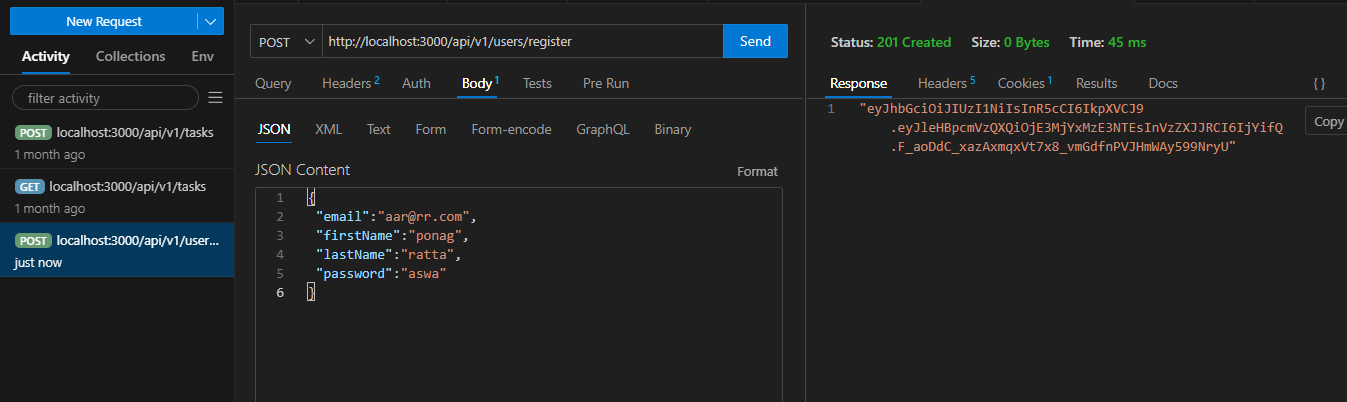 New Request
Activity Collections Env
filter activity
POST localhost:3000/api/v1/tasks
1 month ago
GET localhost:3000/api/v1/tasks
1 month ago
POST localhost:3000/api/v1/user...
just now
POST http://localhost:3000/api/v1/users/register Send
Query Headers 2 Auth Body 1 Tests Pre Run
JSON XML Text Form Form-encode GraphQL Binary
JSON Content Format
1 {
2 "email":"aar@rr.com",
3 "firstName":"ponag",
4 "lastName":"ratta",
5 "password":"aswa"
6 }
Status: 201 Created Size: 0 Bytes Time: 45 ms
Response Headers 5 Cookies 1 Results Docs { }
1 "eyJhbGciOiJIUzI1NiIsInR5cCI6IkpXVCJ9
.eyJleHBpcmVzQXQiOjE3MjYxMzE3NTEsInVzZXJJRCI6IjYifQ
.F_aoDdC_xazAxmqxVt7x8_vmGdfnPVJHmWAy599NryU"
Copy